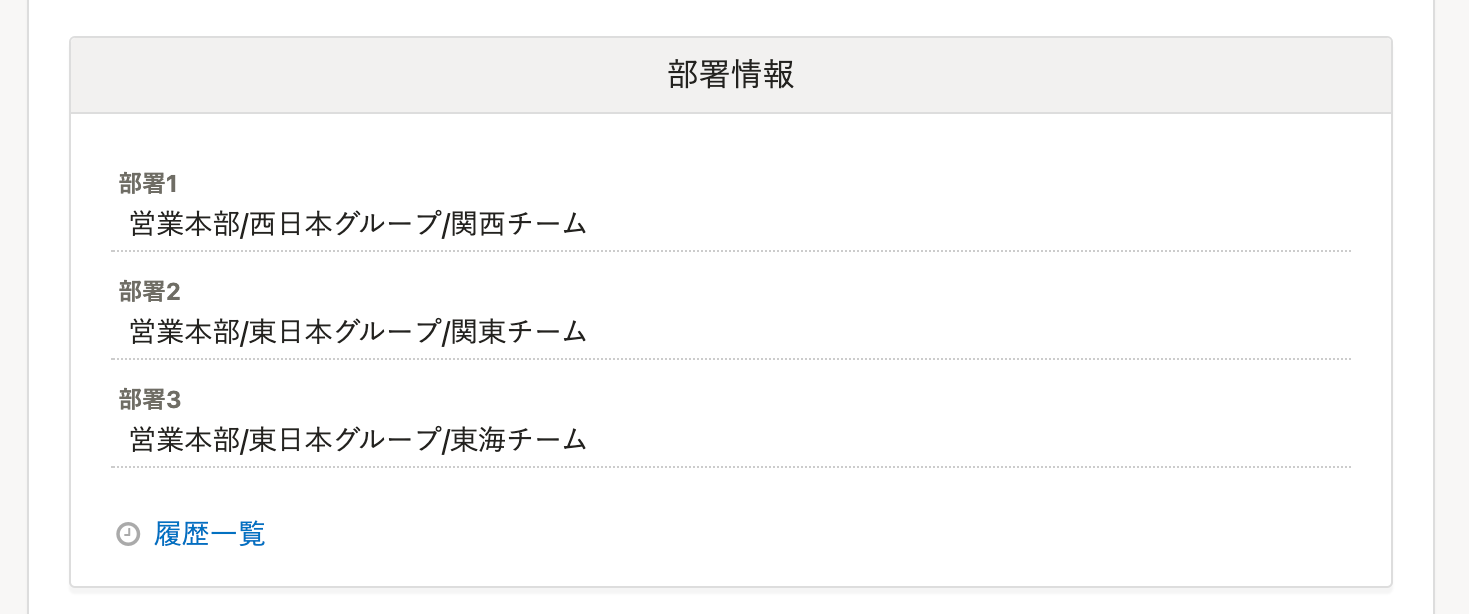 部署情報
部署1
営業本部/西日本グループ/関西チーム
部署2
営業本部/東日本グループ/関東チーム
部署3
営業本部/東日本グループ/東海チーム
履歴一覧